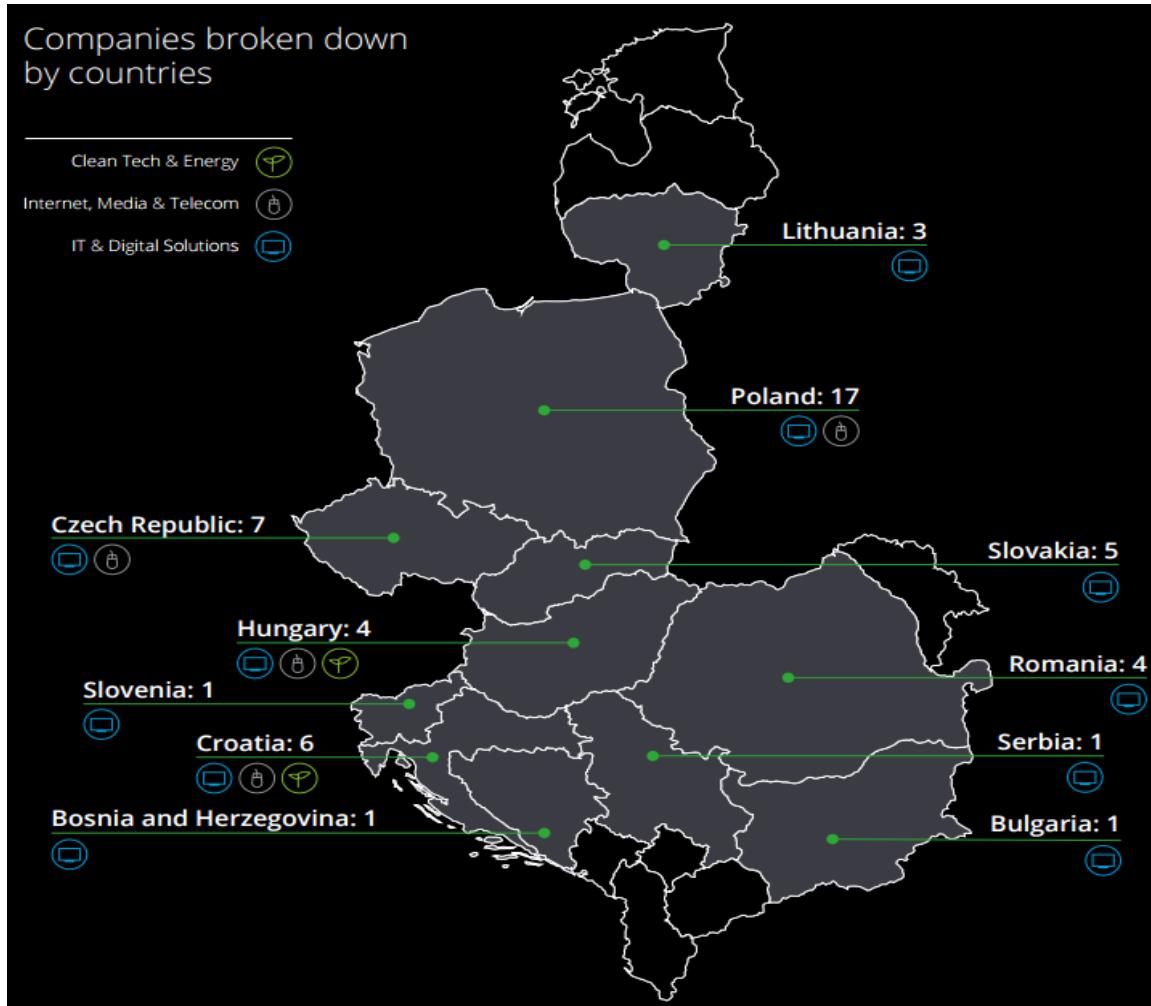 Companies broken down
by countries
Clean Tech & Energy
Internet, Media & Telecom
IT & Digital Solutions
Lithuania: 3
Poland: 17
Czech Republic: 7
Slovakia: 5
Hungary: 4
Romania: 4
Slovenia: 1
Croatia: 6
Serbia: 1
Bosnia and Herzegovina: 1
Bulgaria: 1